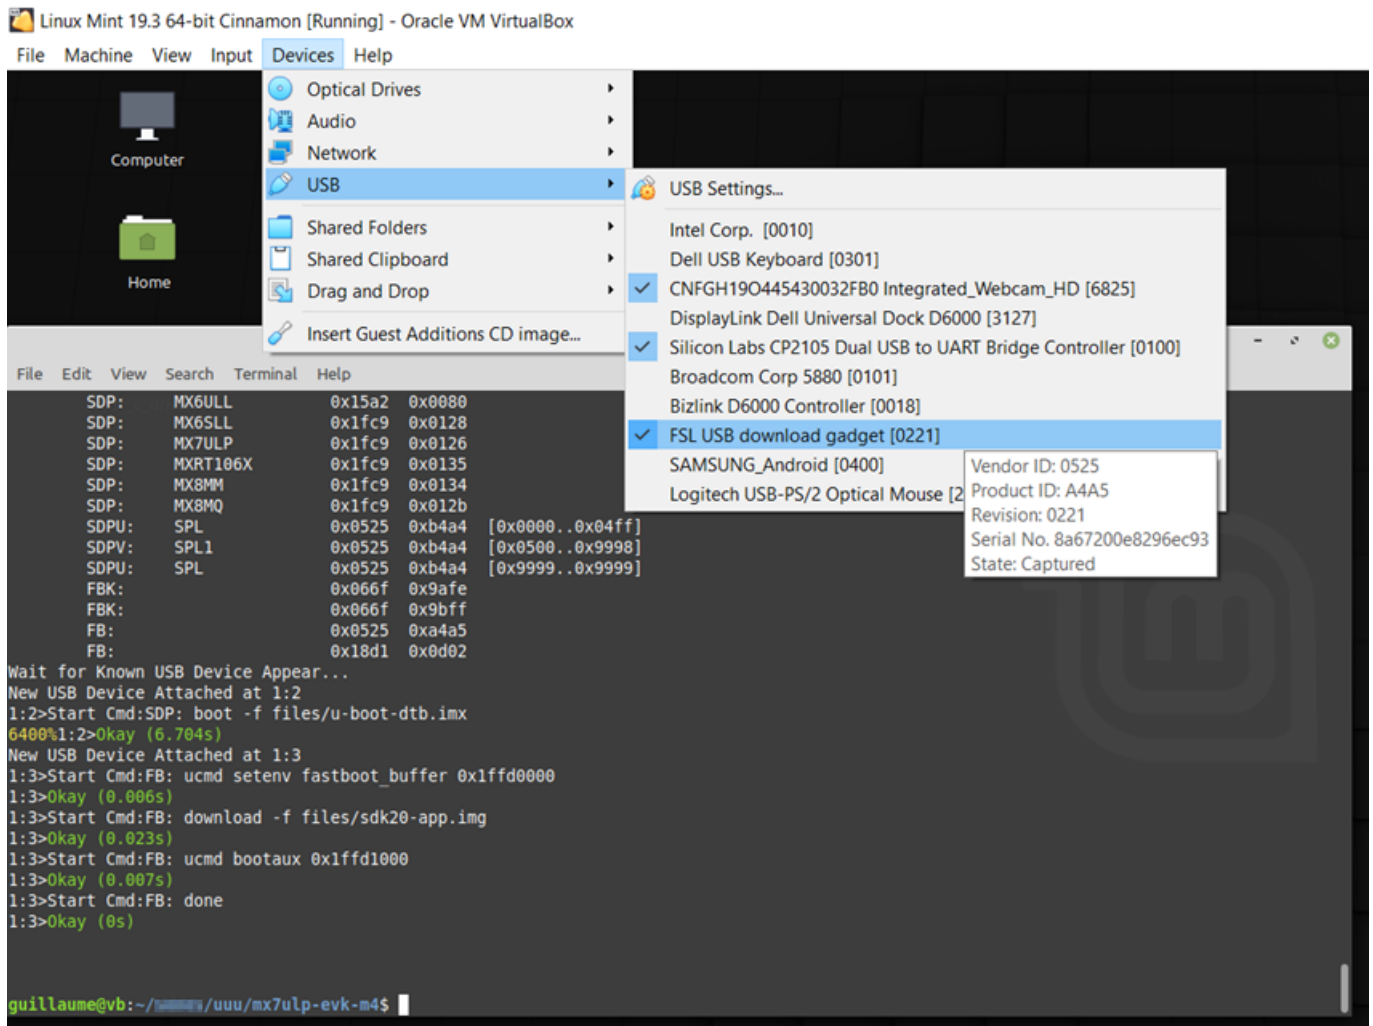 Linux Mint 19.3 64-bit Cinnamon [Running] - Oracle VM VirtualBox
File Machine View Input Devices Help
Computer
Home
Optical Drives
Audio
Network
USB
Shared Folders
Shared Clipboard
Drag and Drop
Insert Guest Additions CD image...
USB Settings...
Intel Corp. [0010]
Dell USB Keyboard [0301]
CNFGH19O445430032FB0 Integrated_Webcam_HD [6825]
DisplayLink Dell Universal Dock D6000 [3127]
Silicon Labs CP2105 Dual USB to UART Bridge Controller [0100]
Broadcom Corp 5880 [0101]
Bizlink D6000 Controller [0018]
FSL USB download gadget [0221]
SAMSUNG_Android [0400]
Logitech USB-PS/2 Optical Mouse [2
Vendor ID: 0525
Product ID: A4A5
Revision: 0221
Serial No. 8a67200e8296ec93
State: Captured
File Edit View Search Terminal Help
SDP: MX6ULL 0x15a2 0x0080
SDP: MX6SLL 0x1fc9 0x0128
SDP: MX7ULP 0x1fc9 0x0126
SDP: MXRT106X 0x1fc9 0x0135
SDP: MX8MM 0x1fc9 0x0134
SDP: MX8MQ 0x1fc9 0x012b
SDPU: SPL 0x0525 0xb4a4 [0x0000..0x04ff]
SDPV: SPL1 0x0525 0xb4a4 [0x0500..0x9998]
SDPU: SPL 0x0525 0xb4a4 [0x9999..0x9999]
FBK: 0x066f 0x9afe
FBK: 0x066f 0x9bff
FB: 0x0525 0xa4a5
FB: 0x18d1 0x0d02
Wait for Known USB Device Appear...
New USB Device Attached at 1:2
1:2>Start Cmd:SDP: boot -f files/u-boot-dtb.imx
6400%1:2>Okay (6.704s)
New USB Device Attached at 1:3
1:3>Start Cmd:FB: ucmd setenv fastboot_buffer 0x1ffd0000
1:3>Okay (0.006s)
1:3>Start Cmd:FB: download -f files/sdk20-app.img
1:3>Okay (0.023s)
1:3>Start Cmd:FB: ucmd bootaux 0x1ffd1000
1:3>Okay (0.007s)
1:3>Start Cmd:FB: done
1:3>Okay (0s)
guillaume@vb:~/ /uuu/mx7ulp-evk-m4$